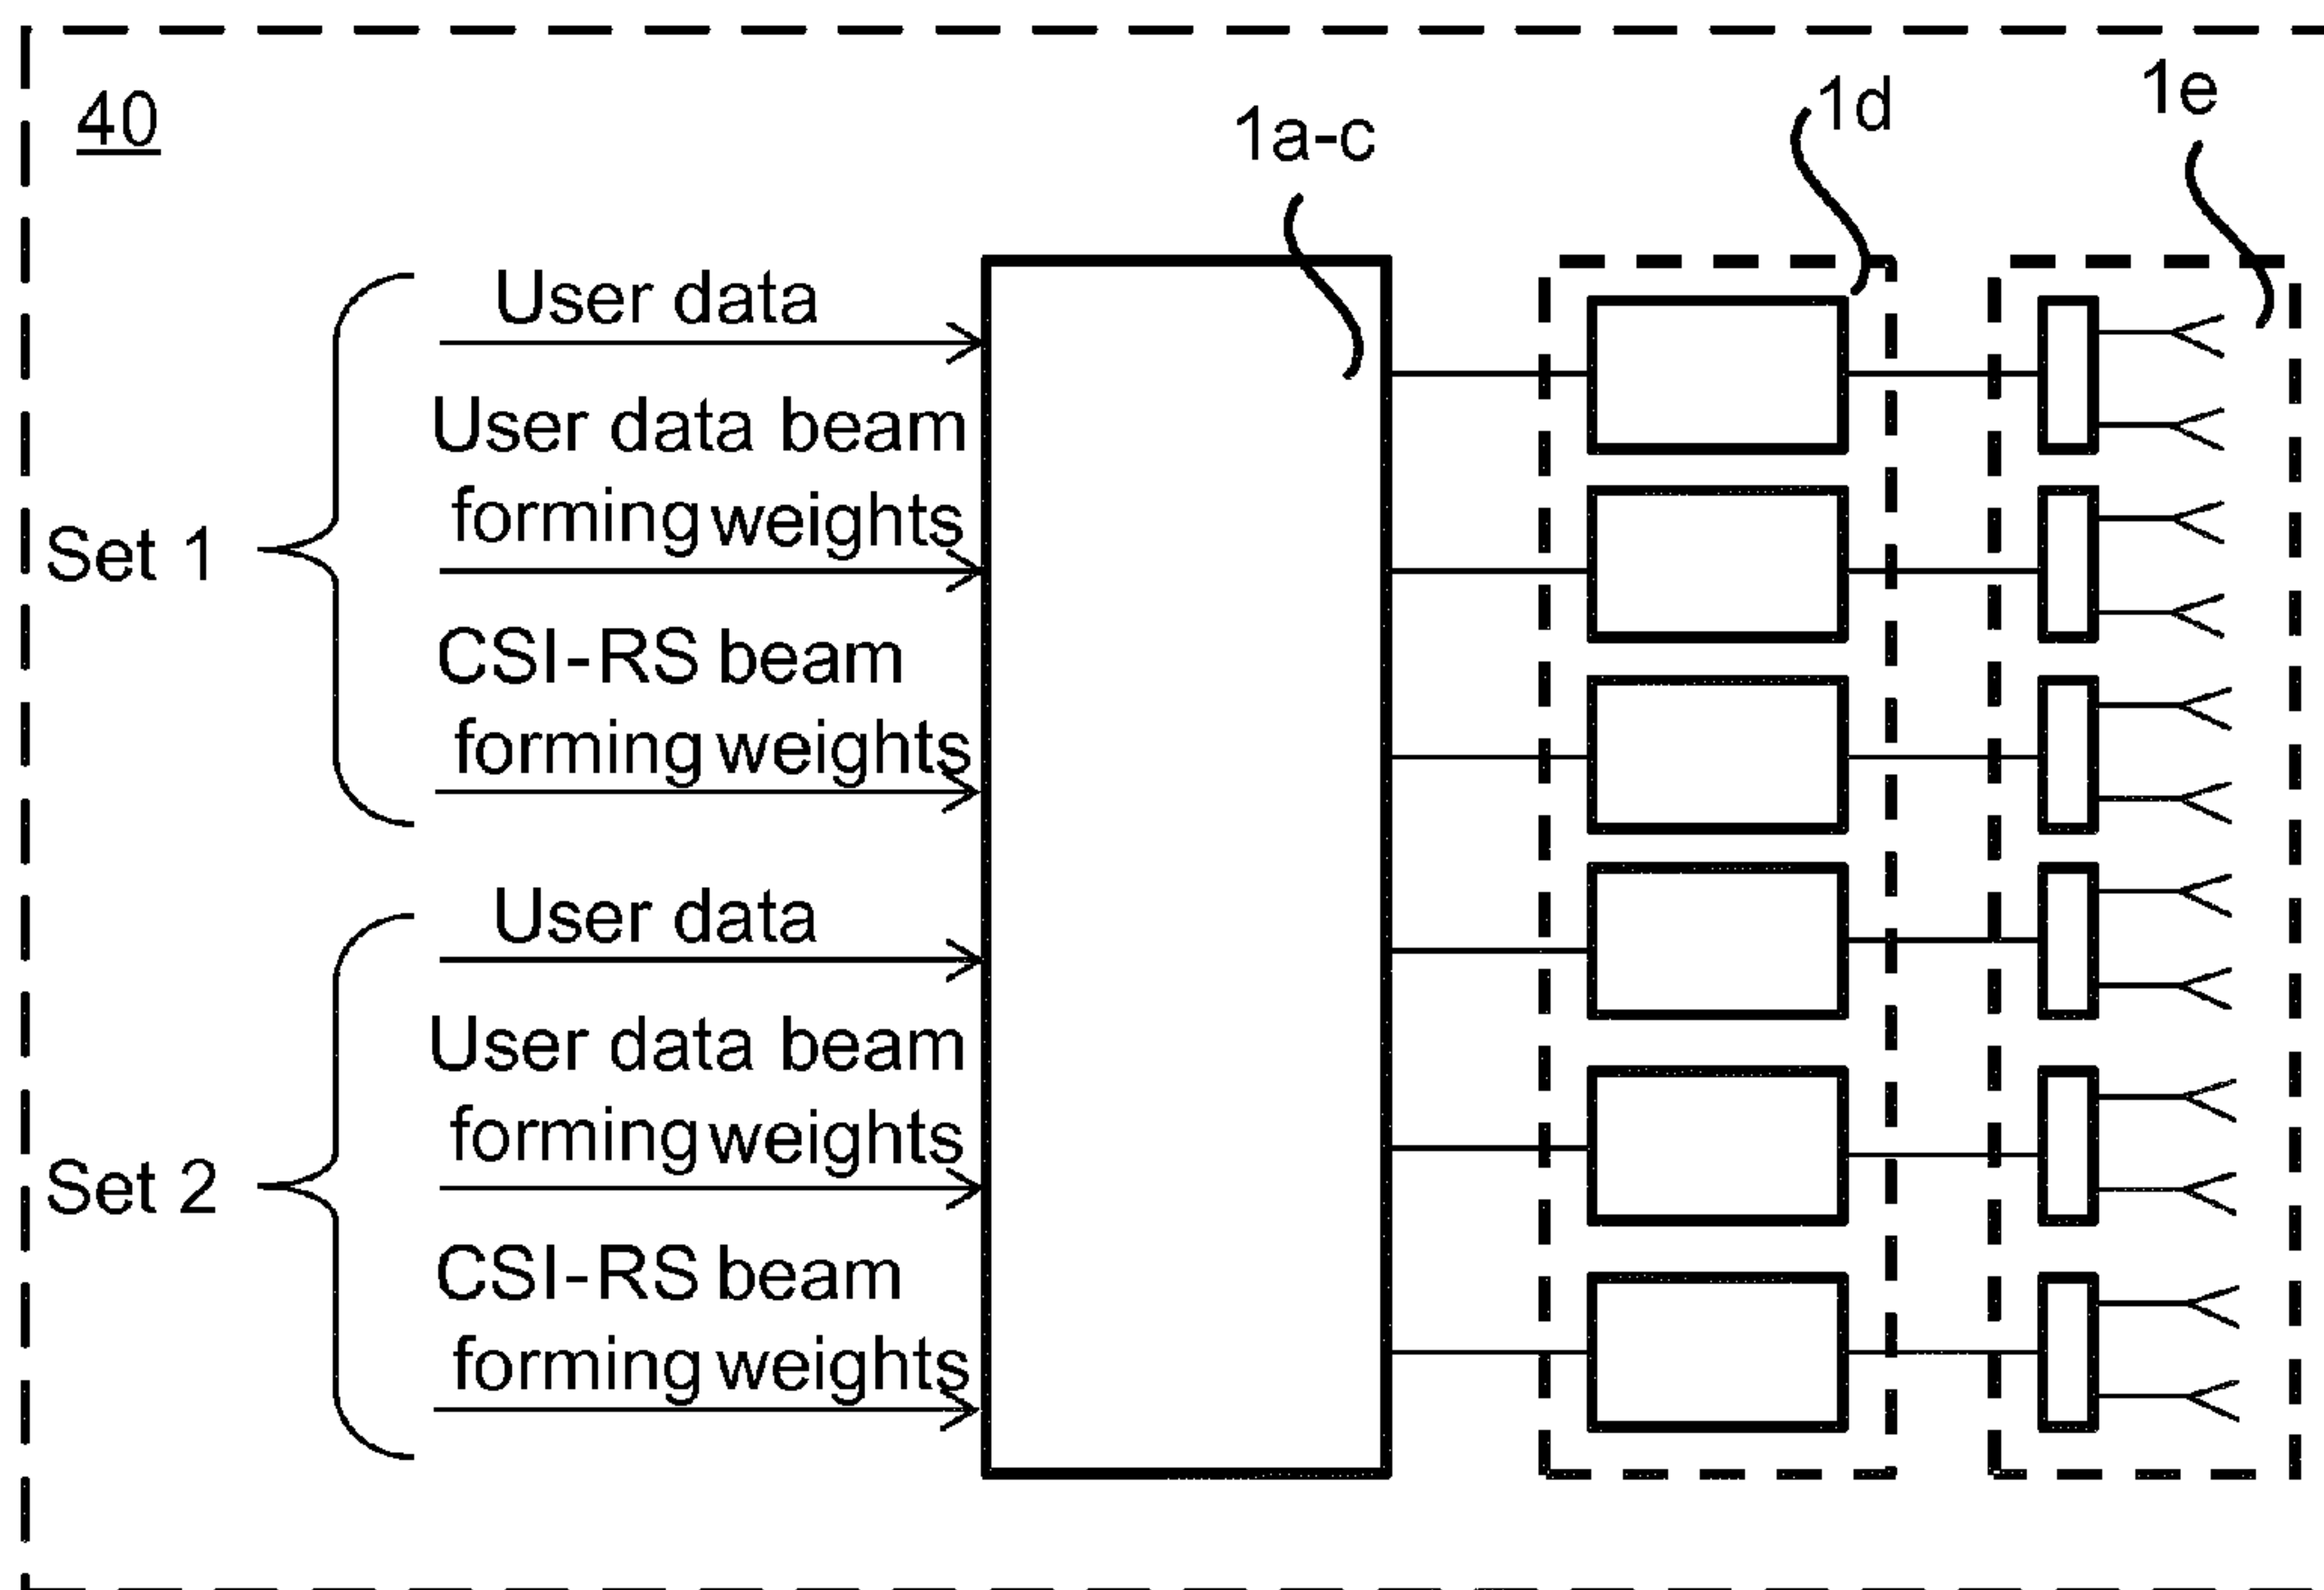 40
1a-c
1d
1e
Set 1
User data
User data beam
forming weights
CSI-RS beam
forming weights
Set 2
User data
User data beam
forming weights
CSI-RS beam
forming weights